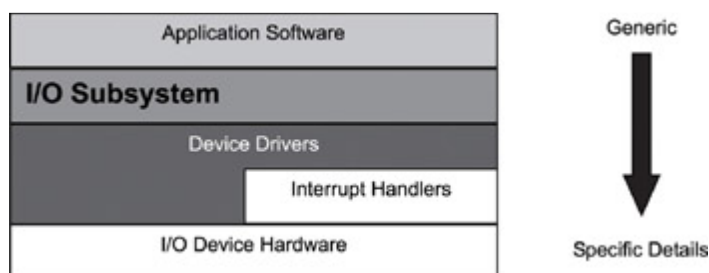 Application Software
I/O Subsystem
Device Drivers
Interrupt Handlers
I/O Device Hardware
Generic
Specific Details